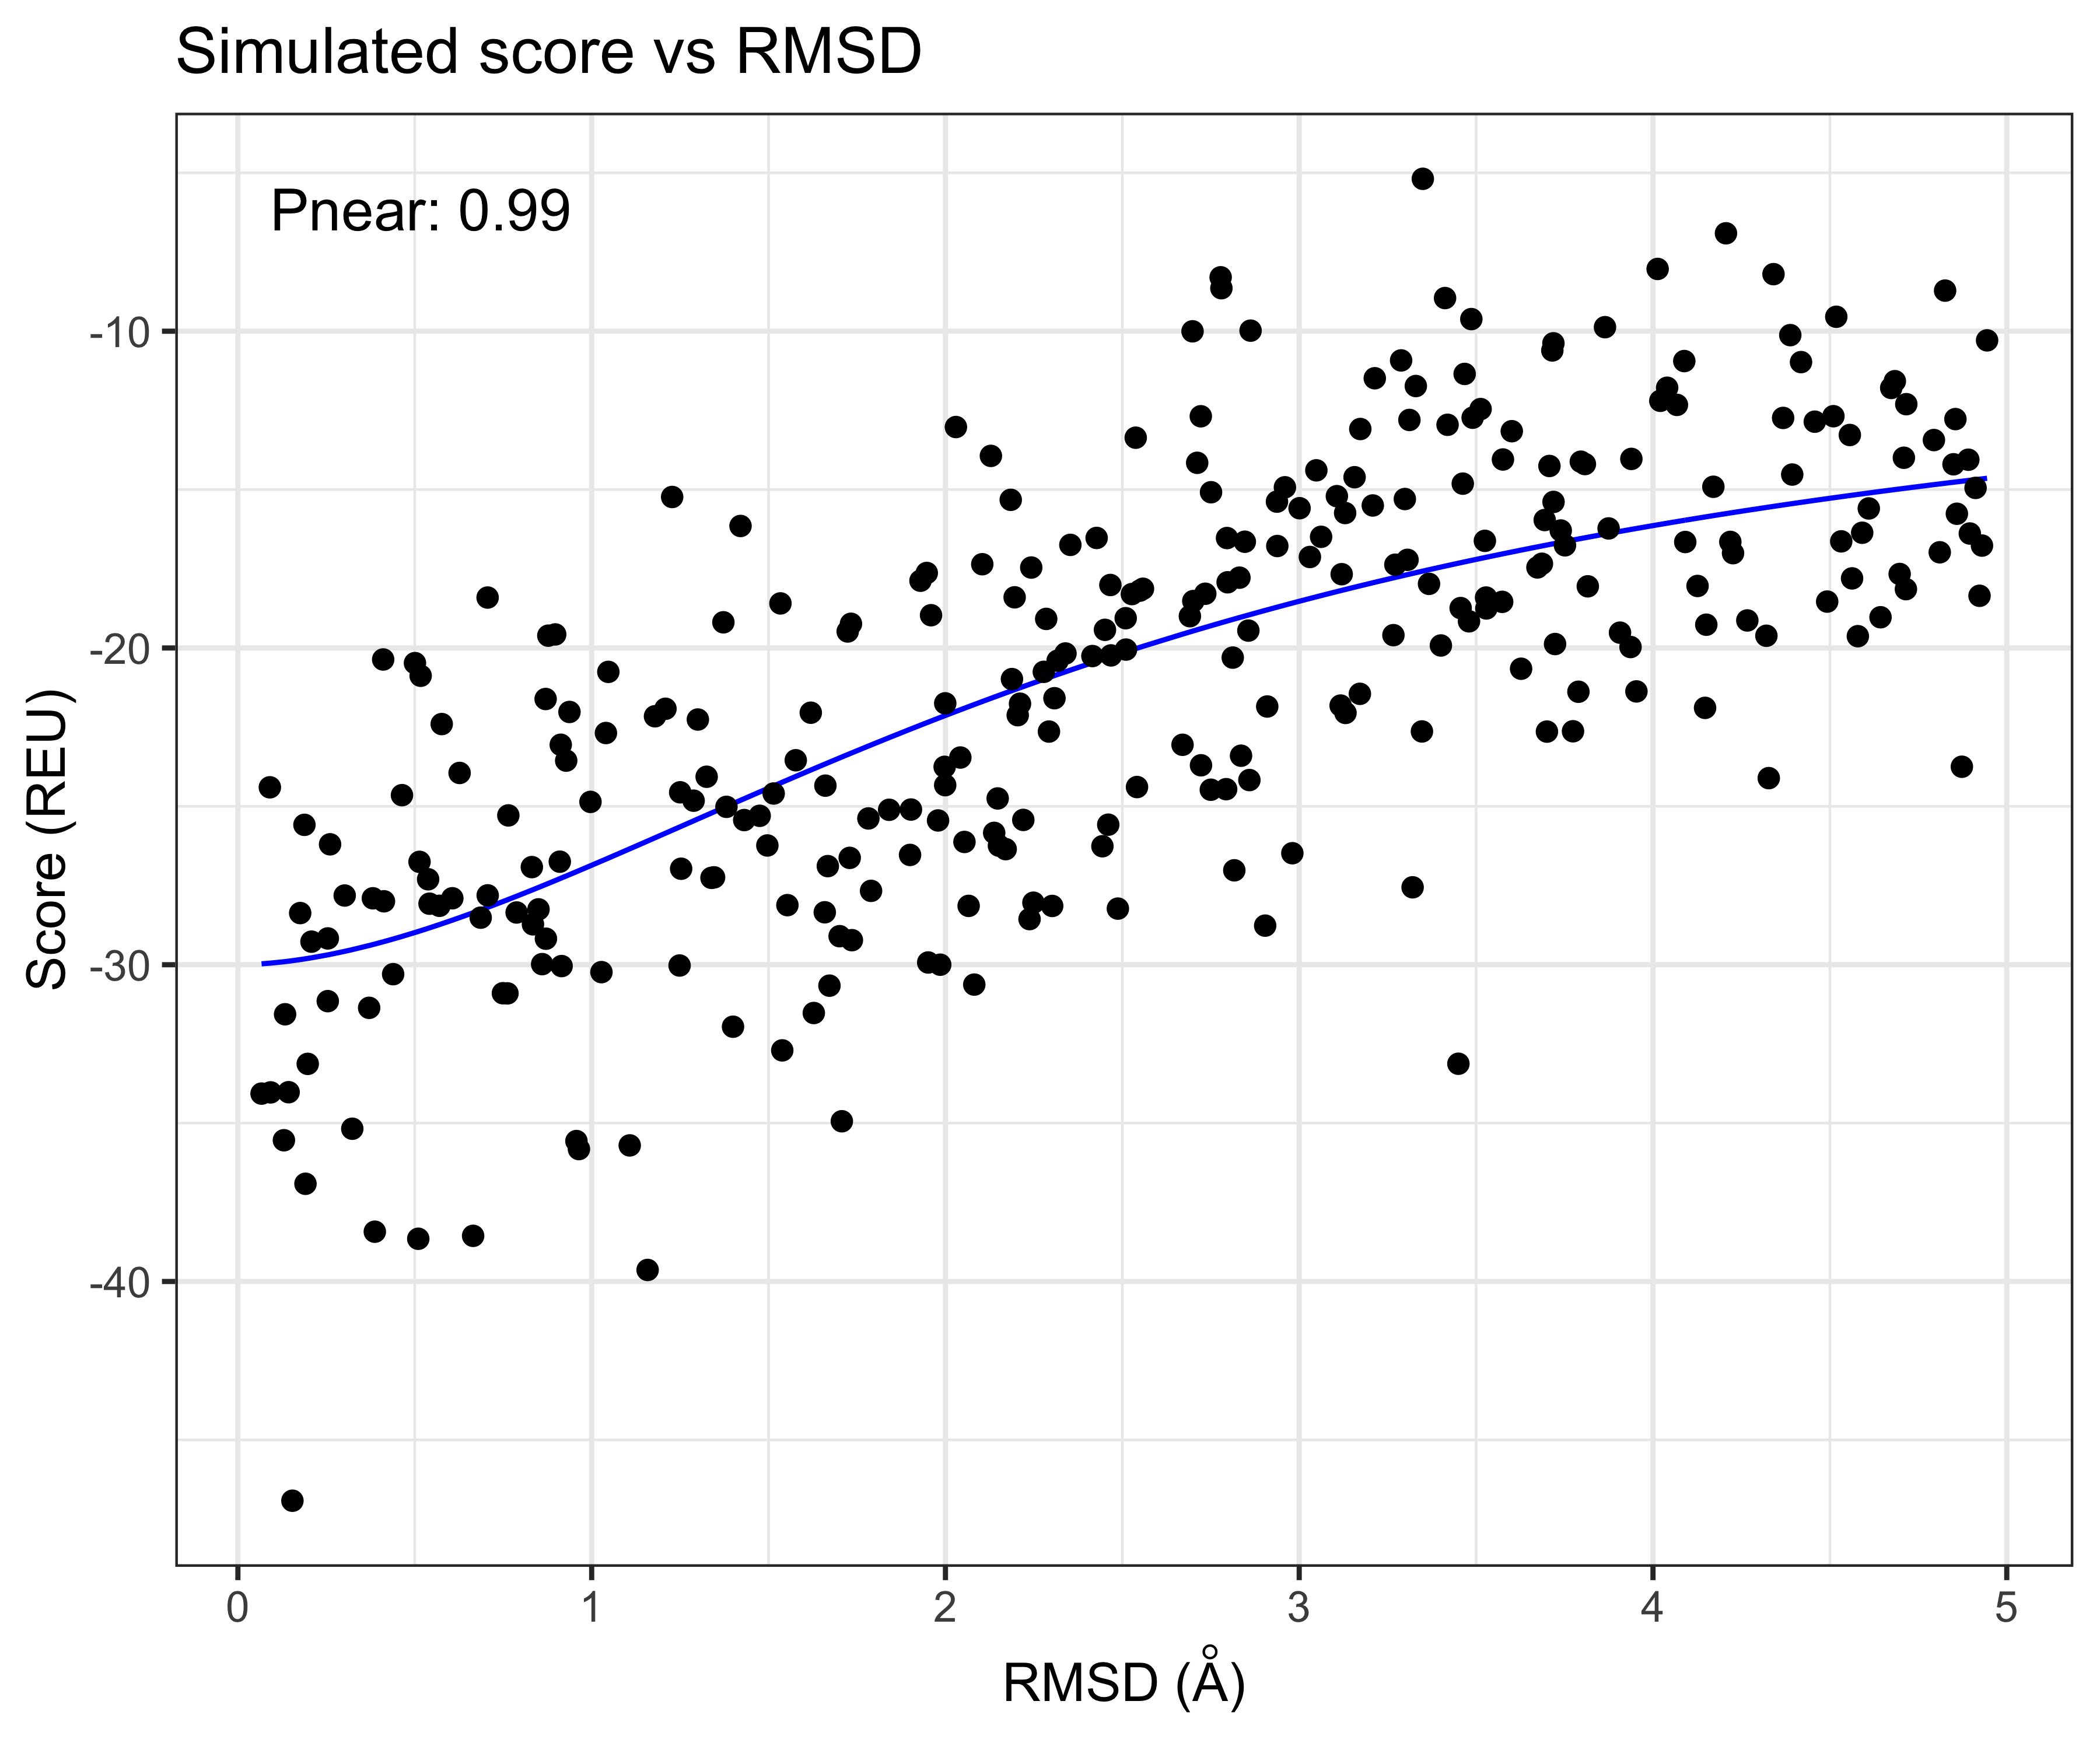 Simulated score vs RMSD
Pnear: 0.99
Score (REU)
-10
-20
-30
-40
0 1 2 3 4 5
RMSD (Å)